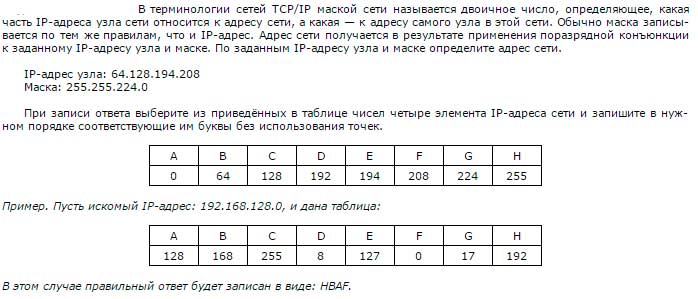 В терминологии сетей TCP/IP маской сети называется двоичное число, определяющее, какая
часть IP-адреса узла сети относится к адресу сети, а какая — к адресу самого узла в этой сети. Обычно маска записы-
вается по тем же правилам, что и IP-адрес. Адрес сети получается в результате применения поразрядной конъюнкции
к заданному IP-адресу узла и маске. По заданным IP-адресу узла и маске определите адрес сети.
IP-адрес узла: 64.128.194.208
Маска: 255.255.224.0
При записи ответа выберите из приведённых в таблице чисел четыре элемента IP-адреса сети и запишите в нуж-
ном порядке соответствующие им буквы без использования точек.
A B C D E F G H
0 64 128 192 194 208 224 255
Пример. Пусть искомый IP-адрес: 192.168.128.0, и дана таблица:
A B C D E F G H
128 168 255 8 127 0 17 192
В этом случае правильный ответ будет записан в виде: HBAF.